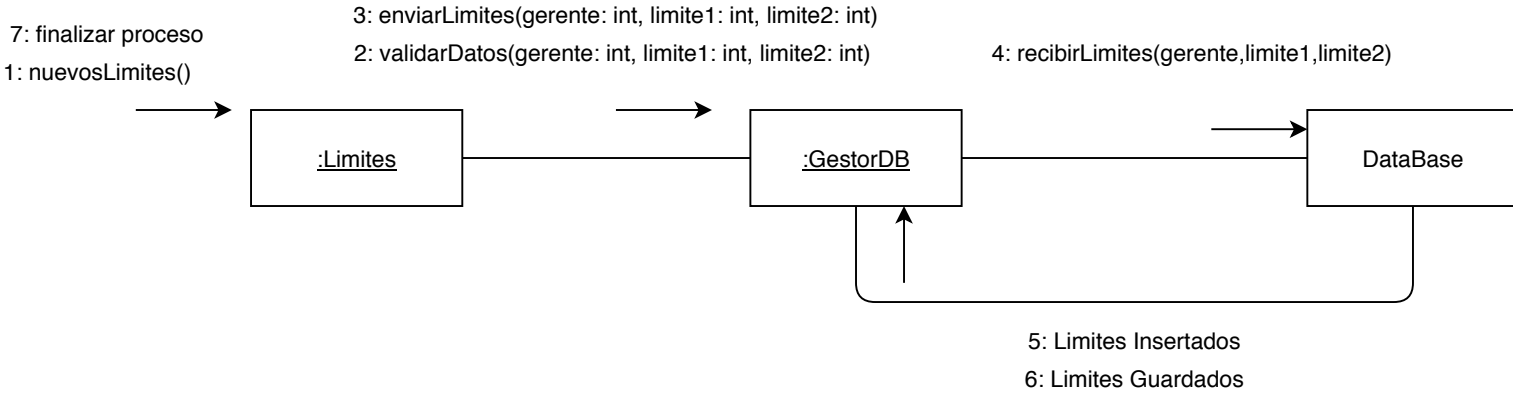 7: finalizar proceso
1: nuevosLimites()
3: enviarLimites(gerente: int, limite1: int, limite2: int)
2: validarDatos(gerente: int, limite1: int, limite2: int)
4: recibirLimites(gerente,limite1,limite2)
:Limites
:GestorDB
DataBase
5: Limites Insertados
6: Limites Guardados